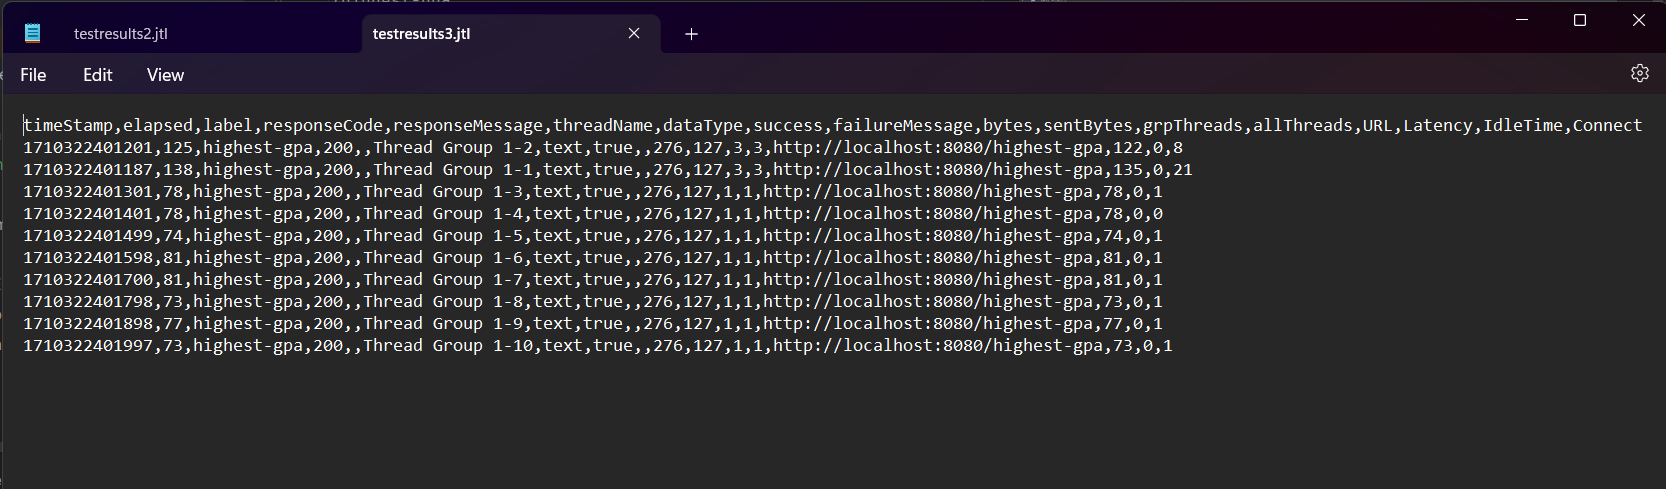 testresults2.jtl
testresults3.jtl
File Edit View
timeStamp,elapsed,label,responseCode,responseMessage,threadName,dataType,success,failureMessage,bytes,sentBytes,grpThreads,allThreads,URL,Latency,IdleTime,Connect
1710322401201,125,highest-gpa,200,,Thread Group 1-2,text,true,,276,127,3,3,http://localhost:8080/highest-gpa,122,0,8
1710322401187,138,highest-gpa,200,,Thread Group 1-1,text,true,,276,127,3,3,http://localhost:8080/highest-gpa,135,0,21
1710322401301,78,highest-gpa,200,,Thread Group 1-3,text,true,,276,127,1,1,http://localhost:8080/highest-gpa,78,0,1
1710322401401,78,highest-gpa,200,,Thread Group 1-4,text,true,,276,127,1,1,http://localhost:8080/highest-gpa,78,0,0
1710322401499,74,highest-gpa,200,,Thread Group 1-5,text,true,,276,127,1,1,http://localhost:8080/highest-gpa,74,0,1
1710322401598,81,highest-gpa,200,,Thread Group 1-6,text,true,,276,127,1,1,http://localhost:8080/highest-gpa,81,0,1
1710322401700,81,highest-gpa,200,,Thread Group 1-7,text,true,,276,127,1,1,http://localhost:8080/highest-gpa,81,0,1
1710322401798,73,highest-gpa,200,,Thread Group 1-8,text,true,,276,127,1,1,http://localhost:8080/highest-gpa,73,0,1
1710322401898,77,highest-gpa,200,,Thread Group 1-9,text,true,,276,127,1,1,http://localhost:8080/highest-gpa,77,0,1
1710322401997,73,highest-gpa,200,,Thread Group 1-10,text,true,,276,127,1,1,http://localhost:8080/highest-gpa,73,0,1